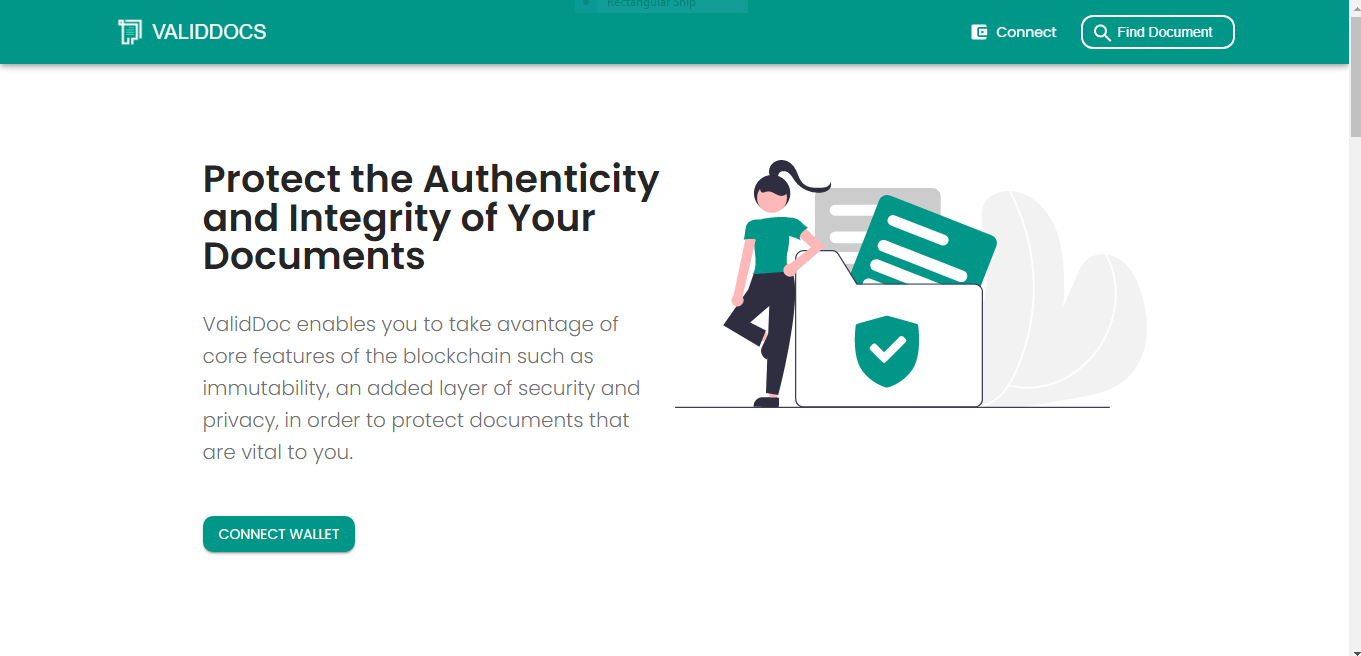 Rectangular Snip
VALIDDOCS
Connect
Find Document
Protect the Authenticity
and Integrity of Your
Documents
ValidDoc enables you to take avantage of
core features of the blockchain such as
immutability, an added layer of security and
privacy, in order to protect documents that
are vital to you.
CONNECT WALLET